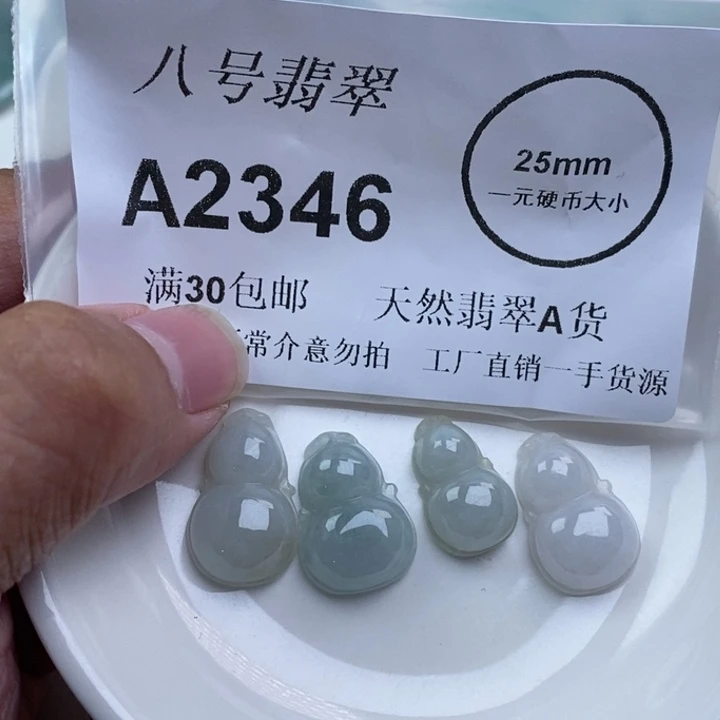 八号翡翠
A2346
25mm
一元硬币大小
满30包邮 天然翡翠A货
常介意勿拍 工厂直销一手货源